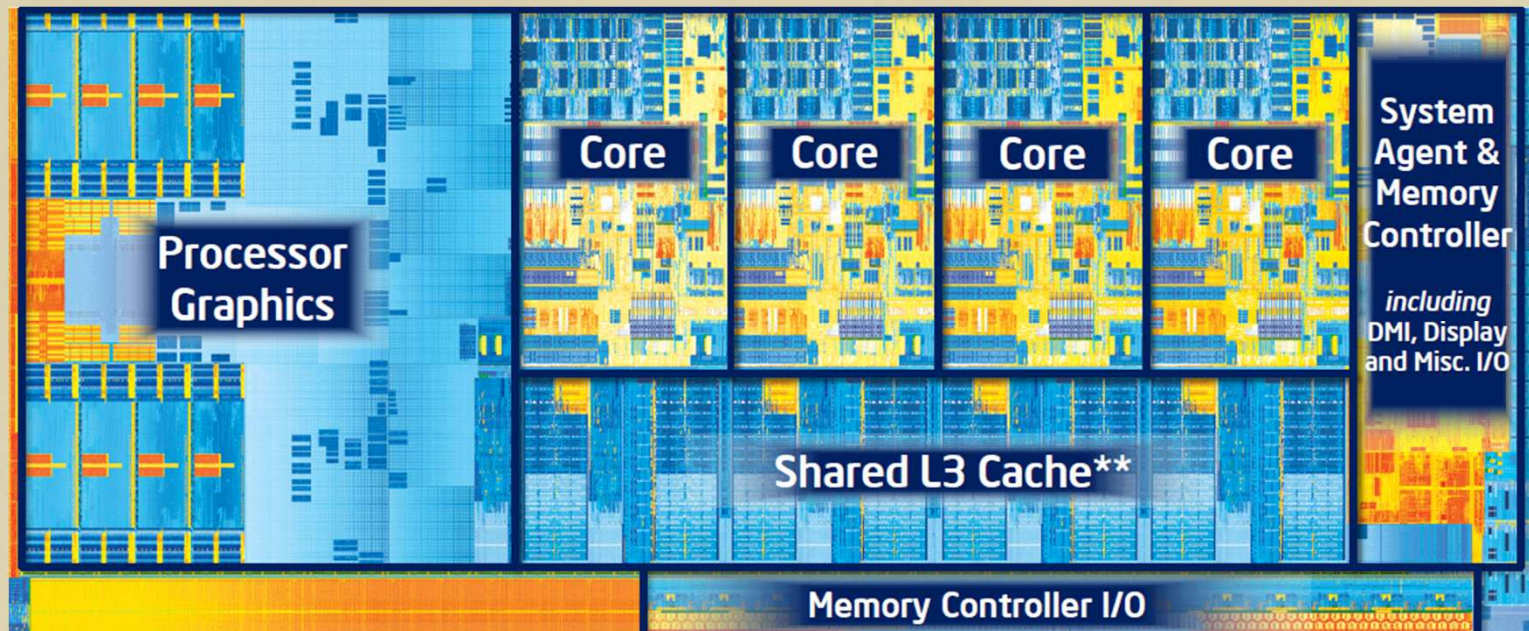 Processor
Graphics
Core
Core
Core
Core
System
Agent &
Memory
Controller
including
DMI, Display
and Misc. I/O
Shared L3 Cache**
Memory Controller I/O